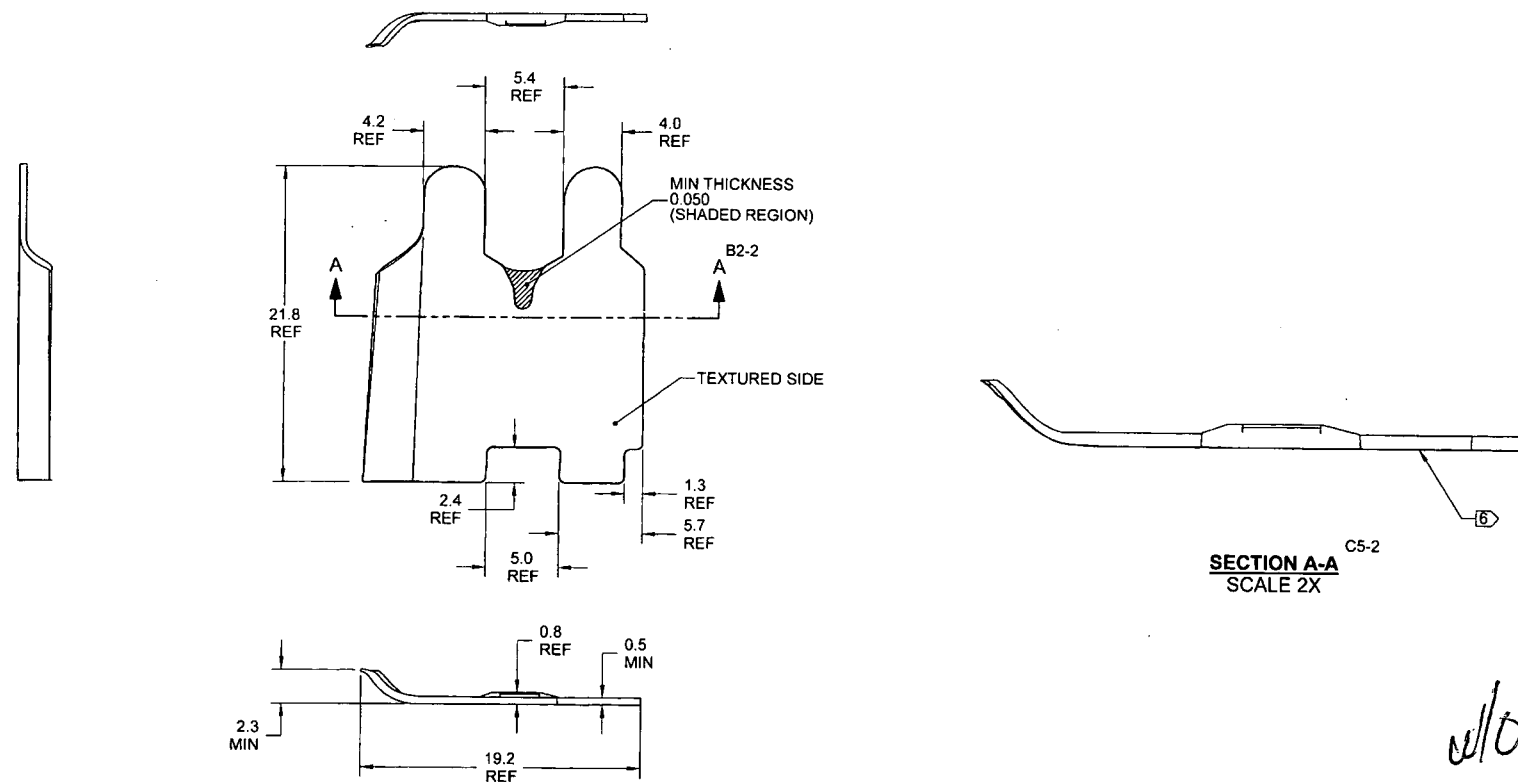 5.4
REF
4.2
REF
4.0
REF
MIN THICKNESS
0.050
(SHADED REGION)
B2-2
A
A
21.8
REF
TEXTURED SIDE
2.4
REF
1.3
REF
5.7
REF
5.0
REF
6
C5-2
SECTION A-A
SCALE 2X
0.8
REF
0.5
MIN
2.3
MIN
19.2
REF